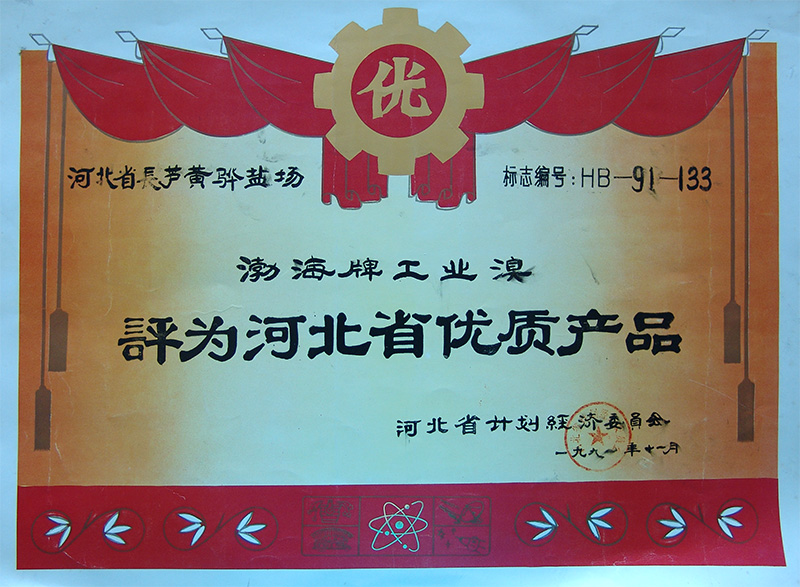 优
河北省長芦黄骅盐场
标志编号:HB—91—133
渤海牌工业溴
評为河北省优质产品
河北省计划經济委員会
一九九一年十一月